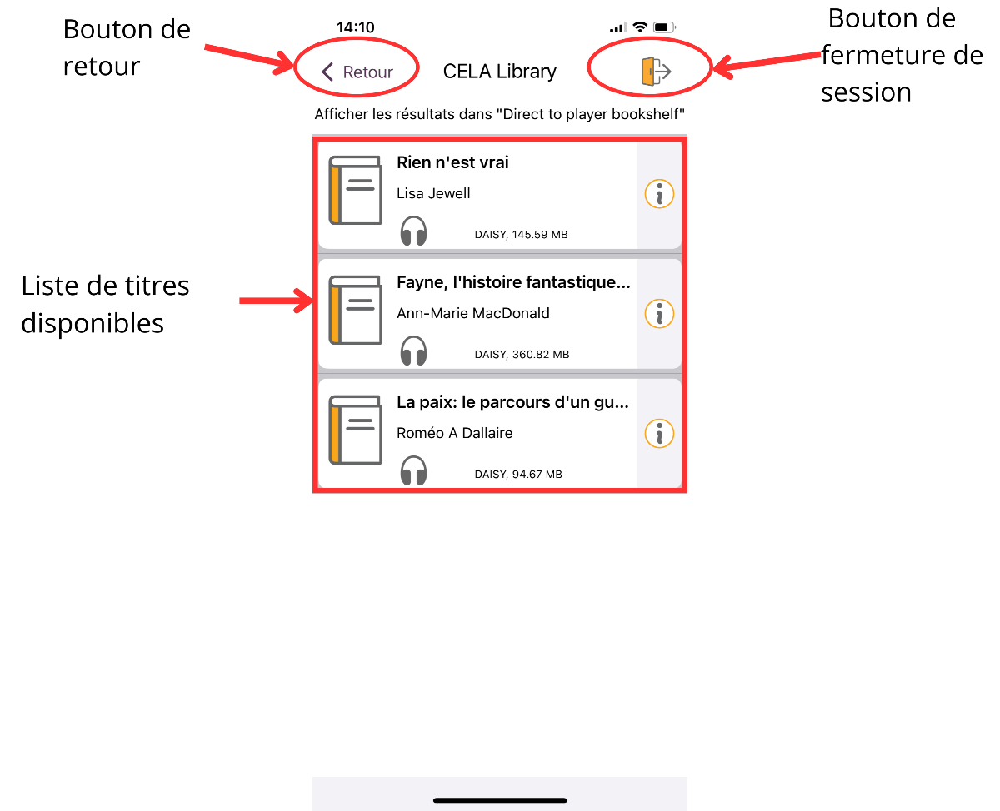 Bouton de
retour
14:10
Bouton de
fermeture de
session
Retour
CELA Library
Afficher les résultats dans "Direct to player bookshelf"
Liste de titres
disponibles
Rien n'est vrai
Lisa Jewell
DAISY, 145.59 MB
Fayne, l'histoire fantastique...
Ann-Marie MacDonald
DAISY, 360.82 MB
La paix: le parcours d'un gu...
Roméo A Dallaire
DAISY, 94.67 MB